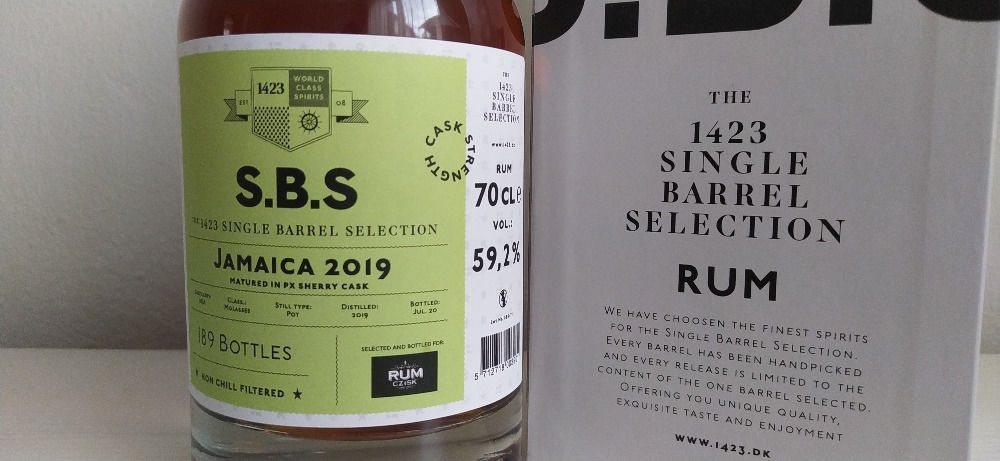 1423
WORLD
CLASS
SPIRITS
EST
08
CASK STRENGTH
S.B.S
THE 1423 SINGLE BARREL SELECTION
JAMAICA 2019
MATURED IN PX SHERRY CASK
CLASS.:
MOLASSES
STILL TYPE:
POT
DISTILLED:
2019
BOTTLED:
JUL. 20
189 BOTTLES
SELECTED AND BOTTLED FOR:
RUM
CZ SK
NON CHILL FILTERED ★
THE
1423
SINGLE
BARREL
SELECTION
www.1423.dk
RUM
70 CL e
VOL.:
59,2%
THE
1423
SINGLE
BARREL
SELECTION
RUM
WE HAVE CHOOSEN THE FINEST SPIRITS
FOR THE SINGLE BARREL SELECTION.
EVERY BARREL HAS BEEN HANDPICKED
AND EVERY RELEASE IS LIMITED TO THE
CONTENT OF THE ONE BARREL SELECTED.
OFFERING YOU UNIQUE QUALITY,
EXQUISITE TASTE AND ENJOYMENT
WWW.1423.DK